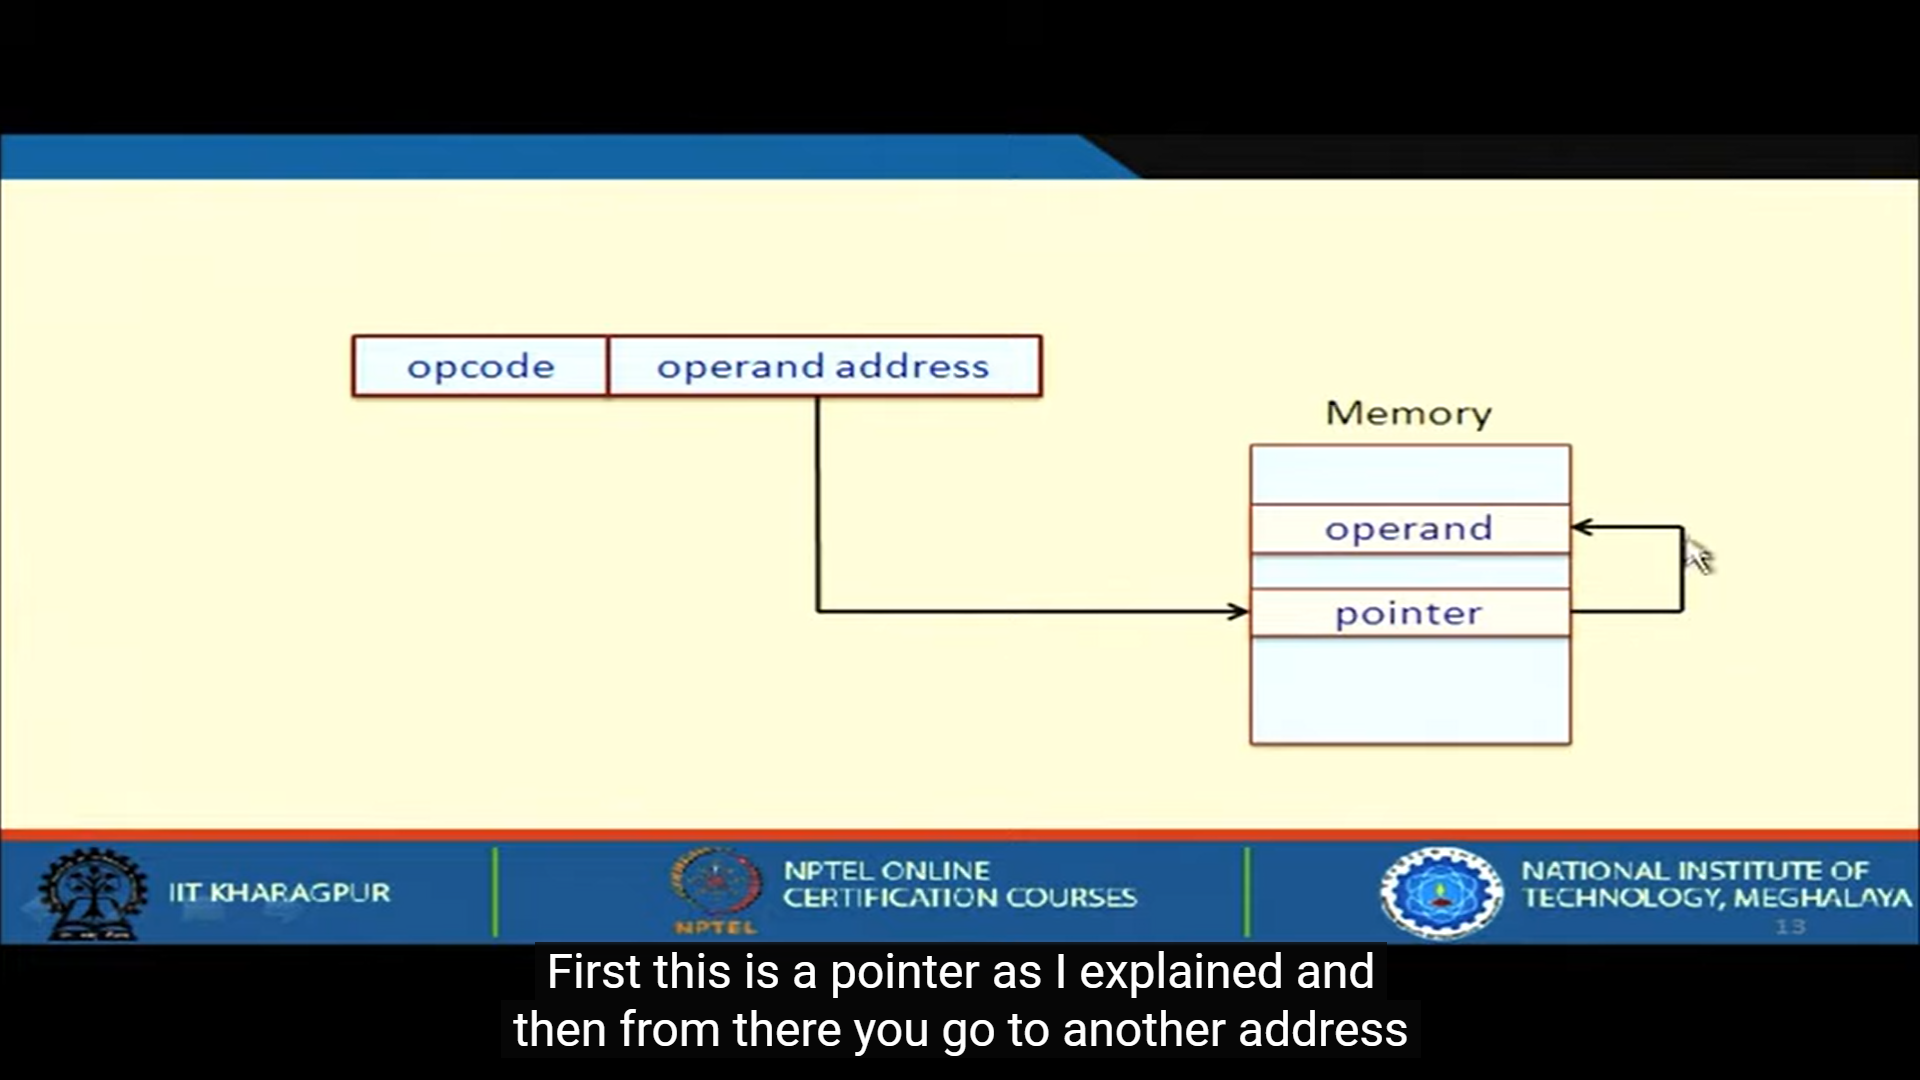 opcode
operand address
Memory
operand
pointer
IIT KHARAGPUR
NPTEL
NPTEL ONLINE
CERTIFICATION COURSES
NATIONAL INSTITUTE OF
TECHNOLOGY, MEGHALAYA
13
First this is a pointer as I explained and
then from there you go to another address